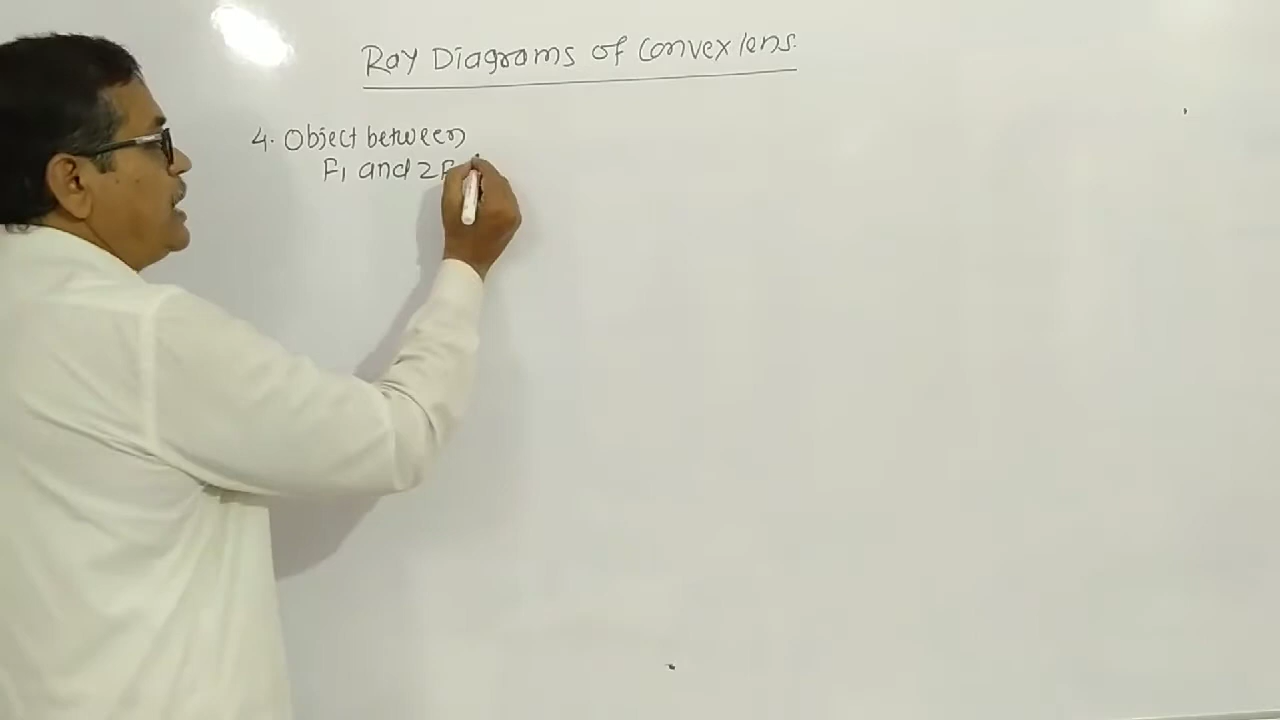 Ray Diagrams of Convex lens.
4. Object between
F1 and 2F